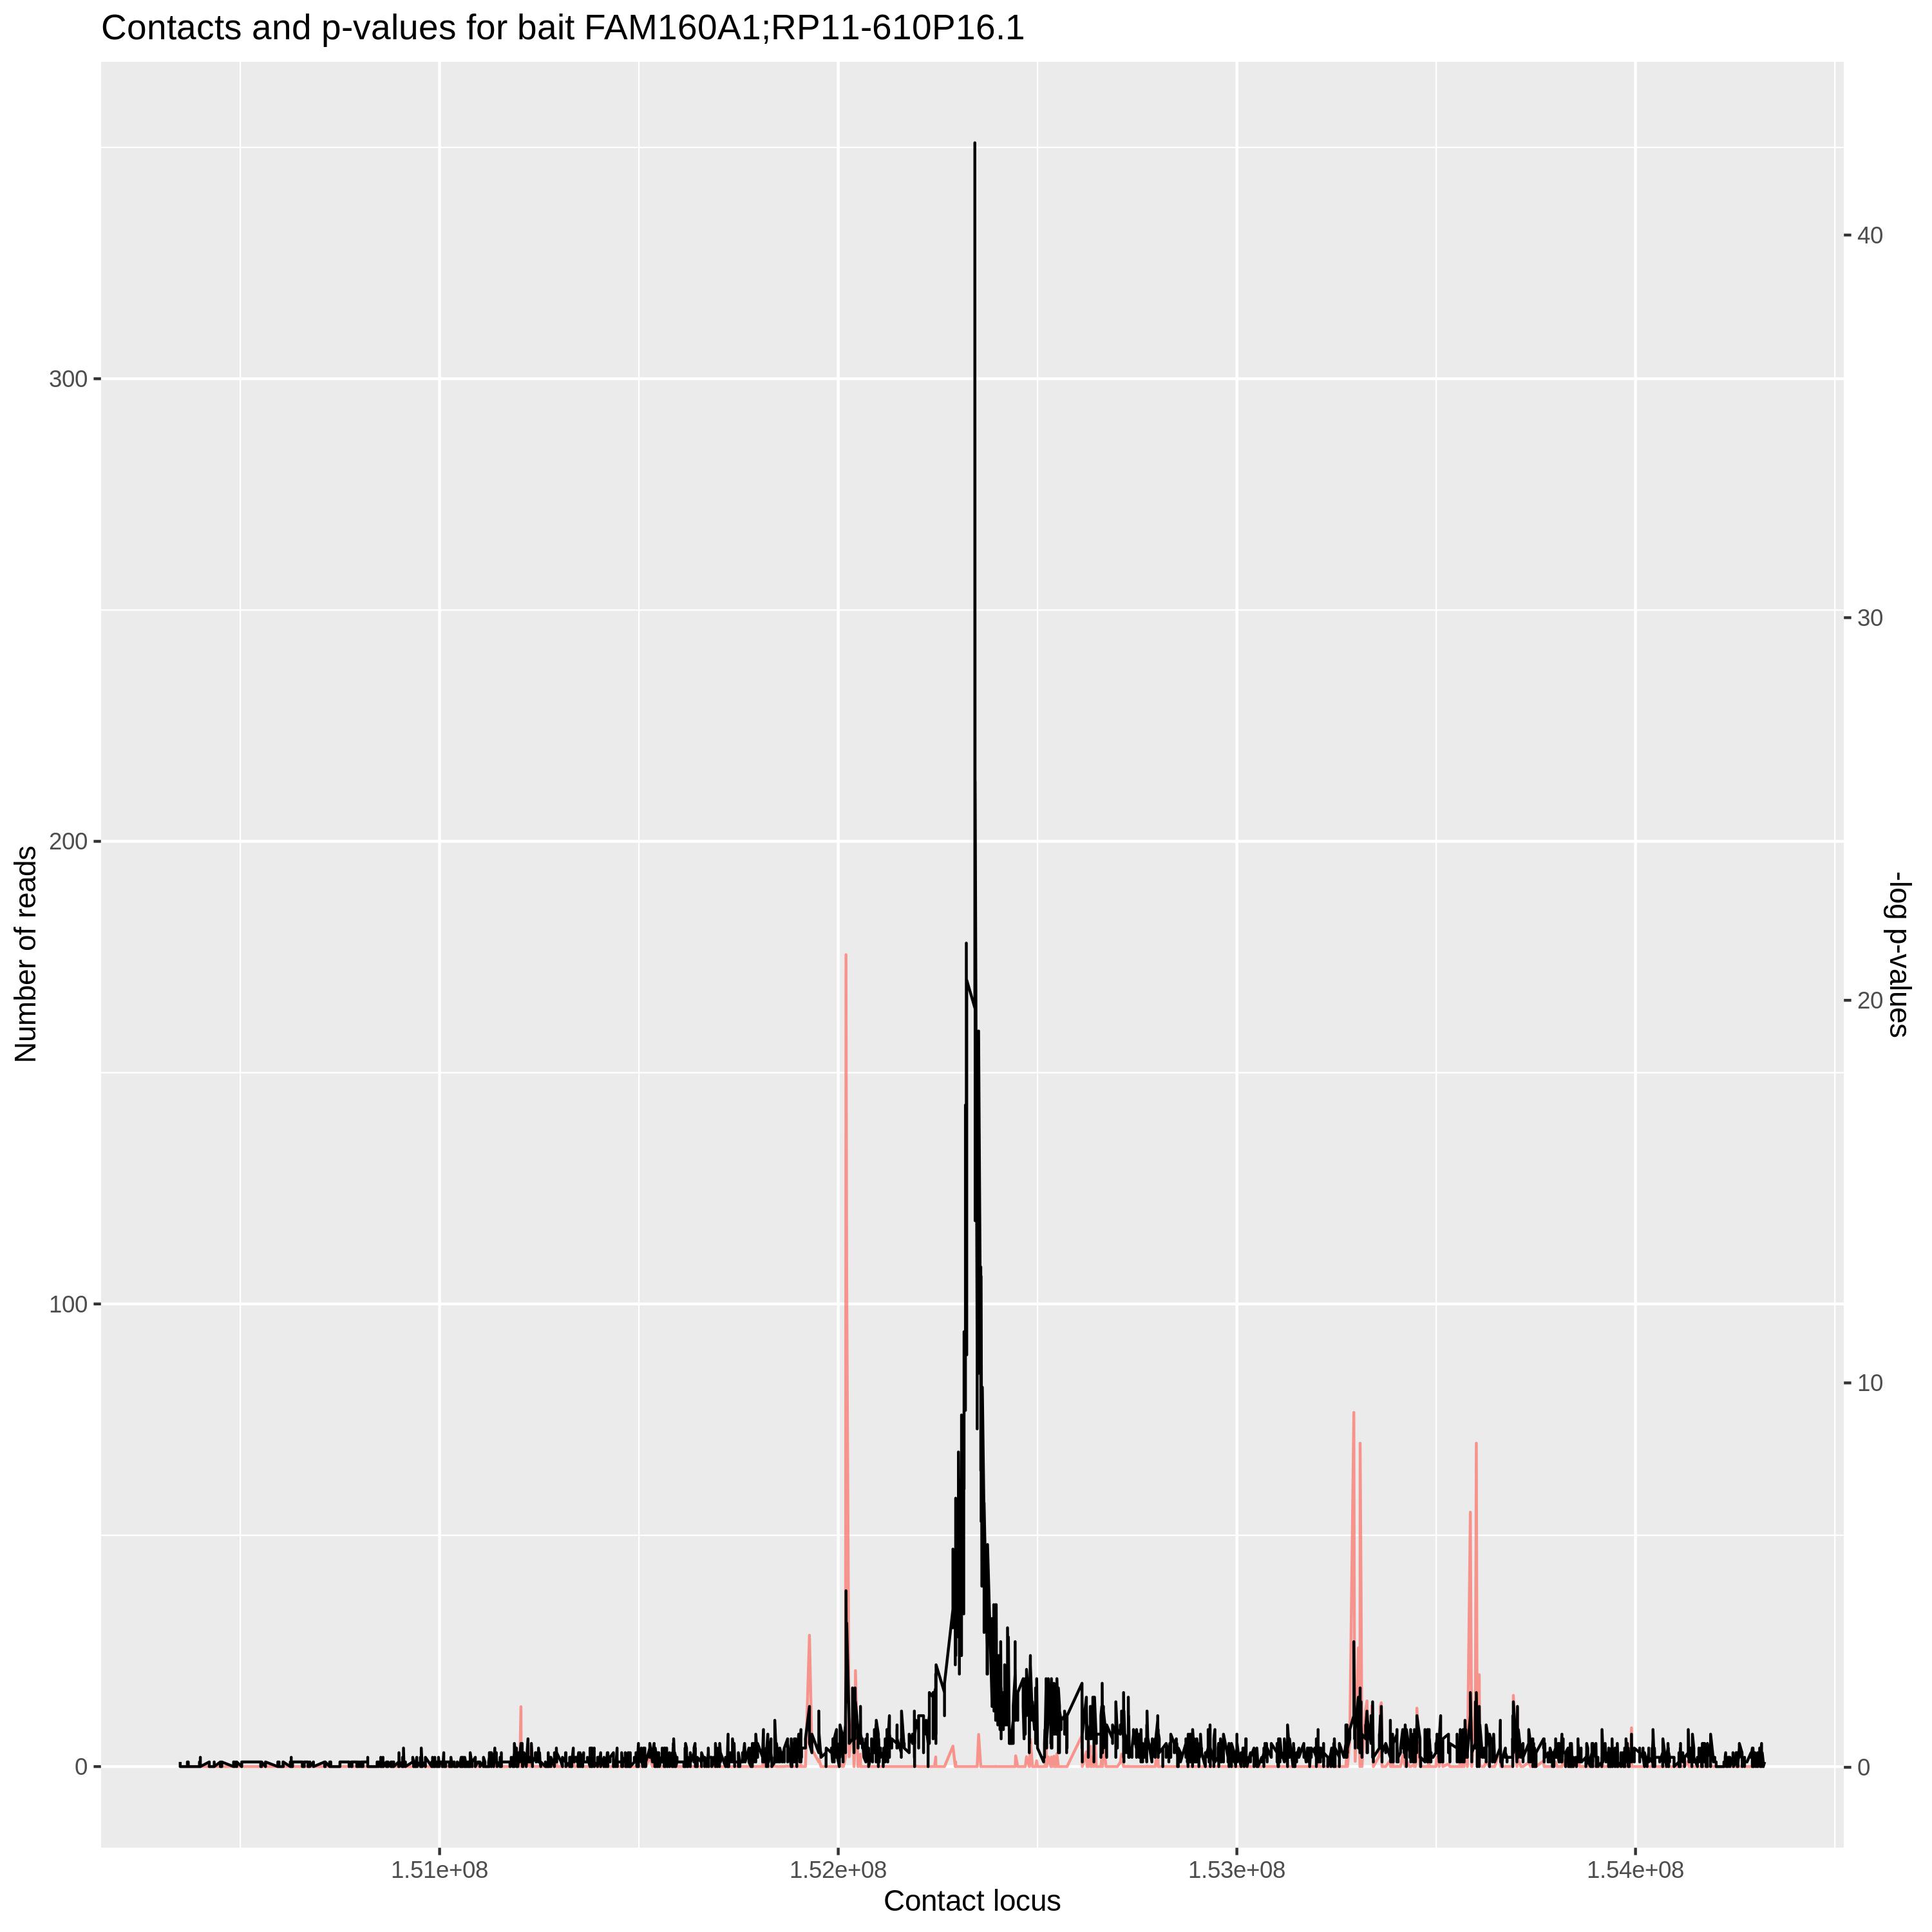 Contacts and p-values for bait FAM160A1;RP11-610P16.1
Number of reads
300
200
100
0
40
30
20
10
0
-log p-values
1.51e+08
1.52e+08
1.53e+08
1.54e+08
Contact locus